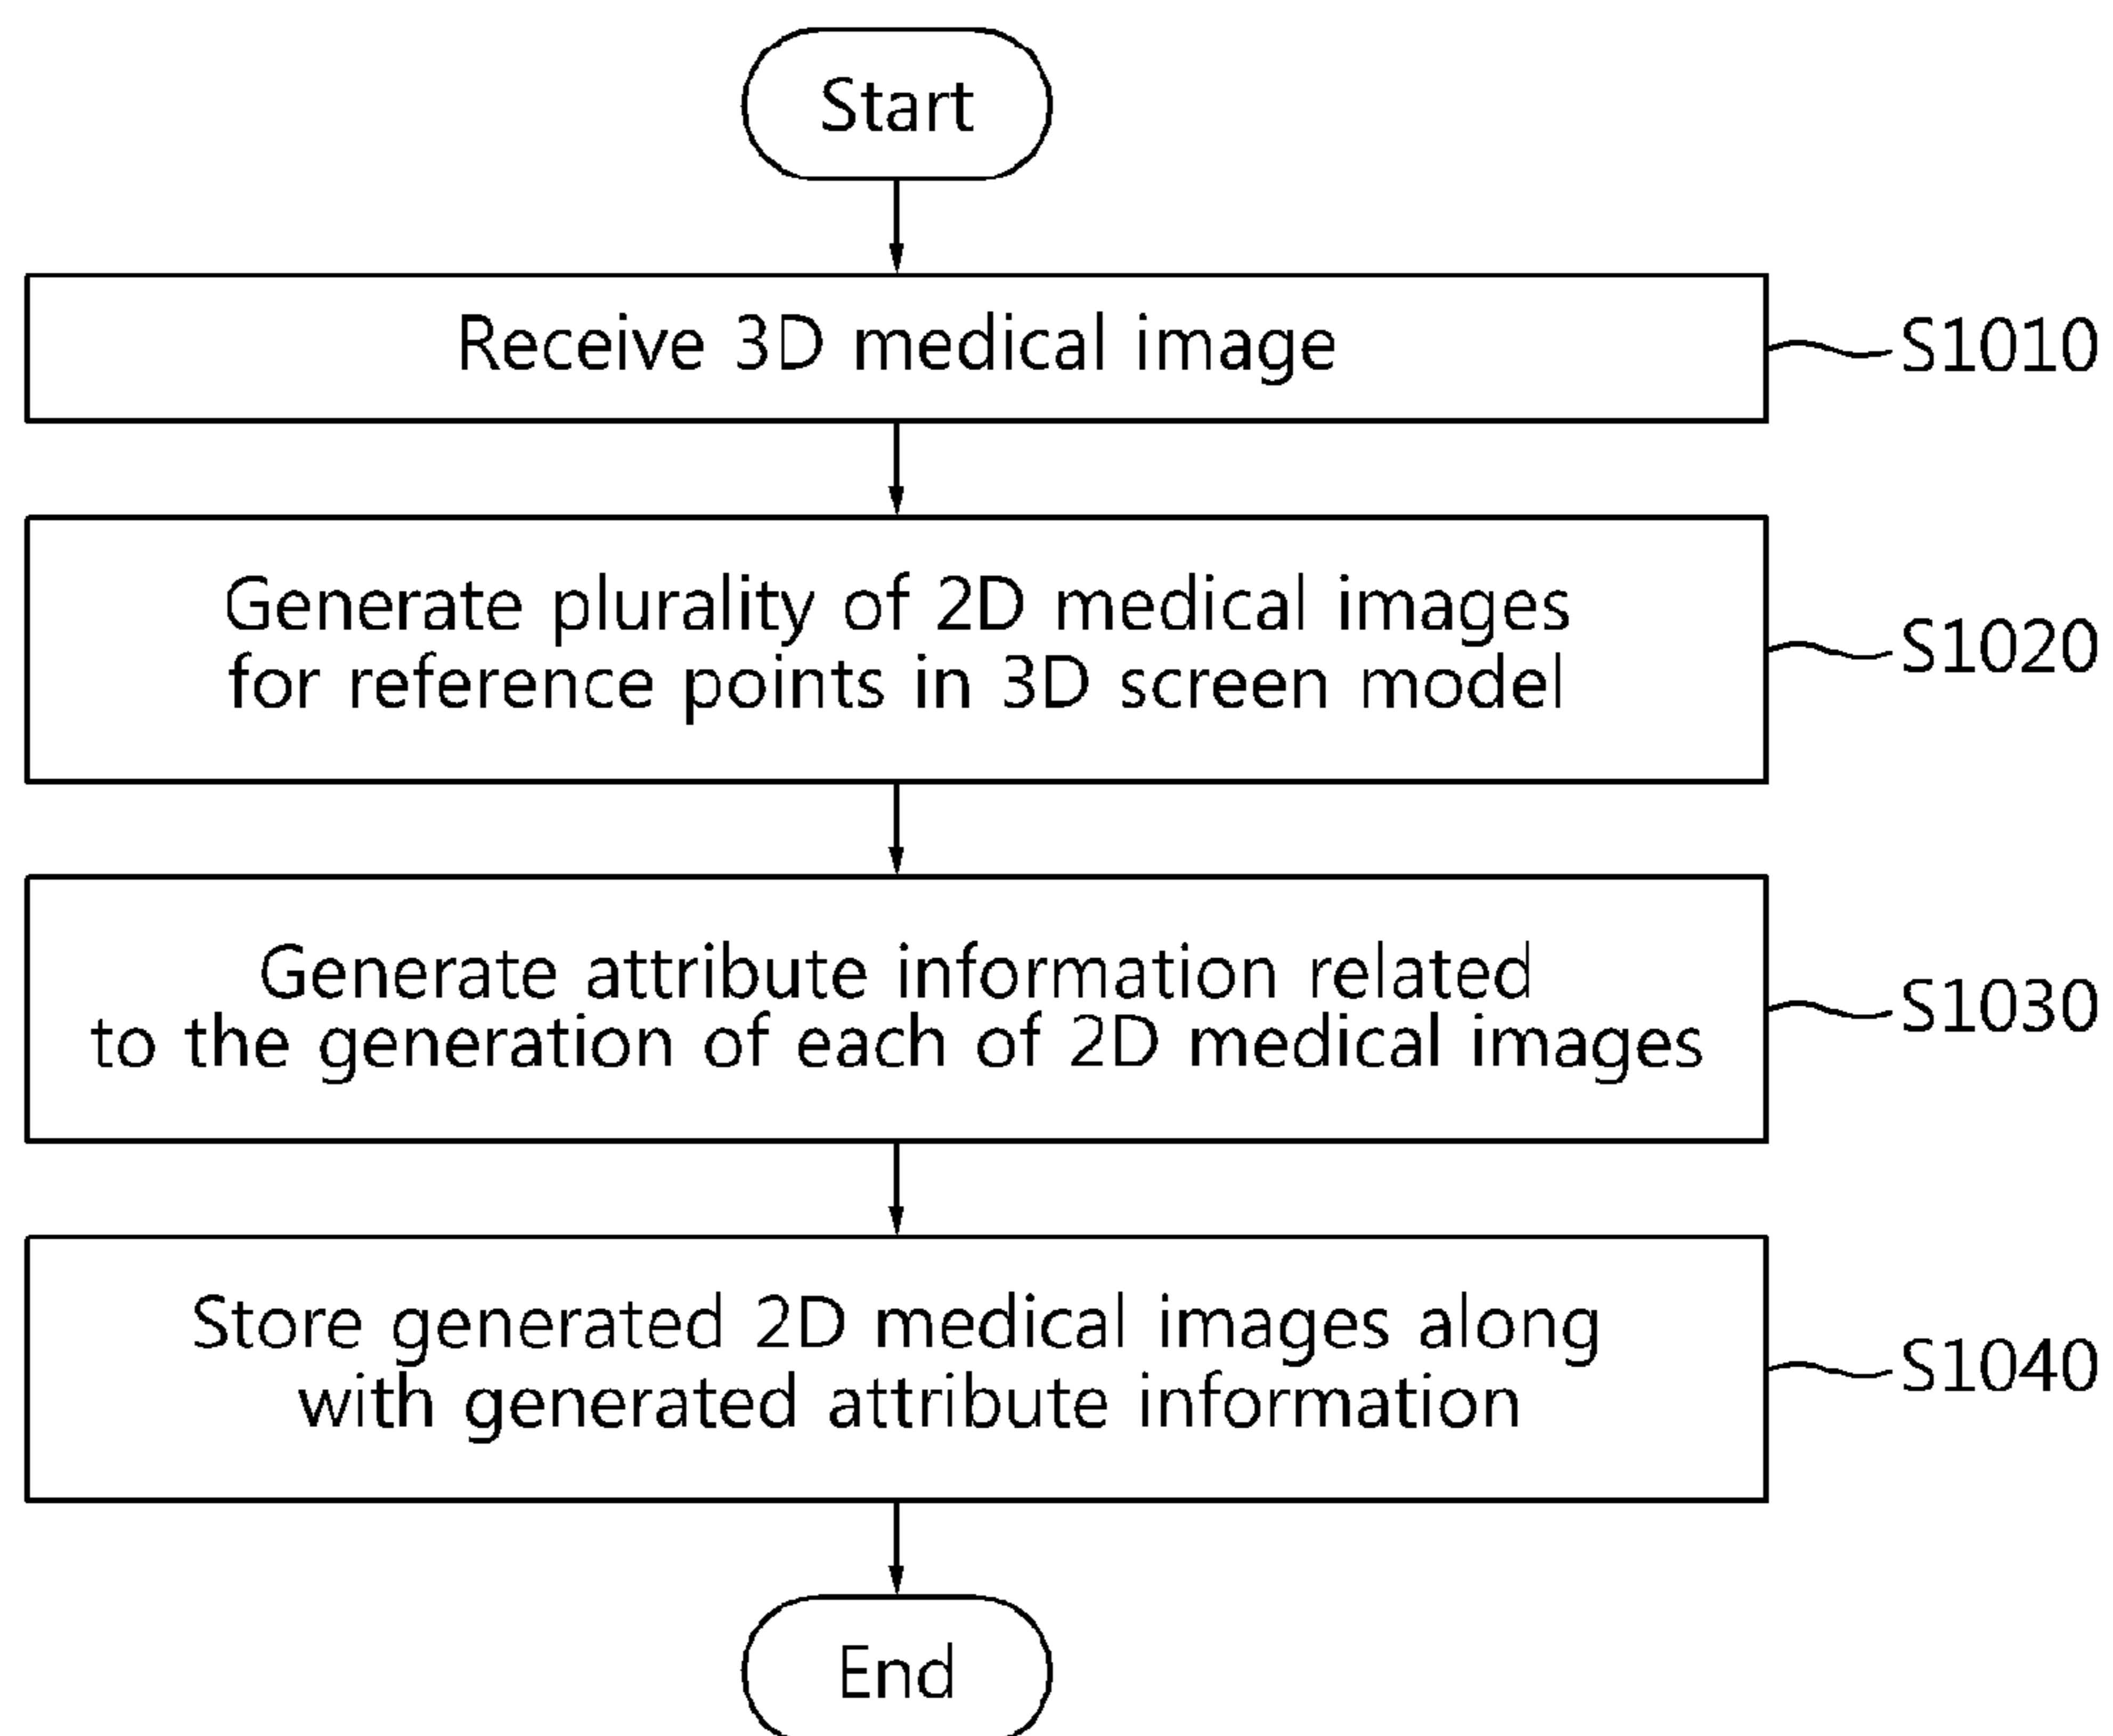 Start
Receive 3D medical image
S1010
Generate plurality of 2D medical images
for reference points in 3D screen model
S1020
Generate attribute information related
to the generation of each of 2D medical images
S1030
Store generated 2D medical images along
with generated attribute information
S1040
End